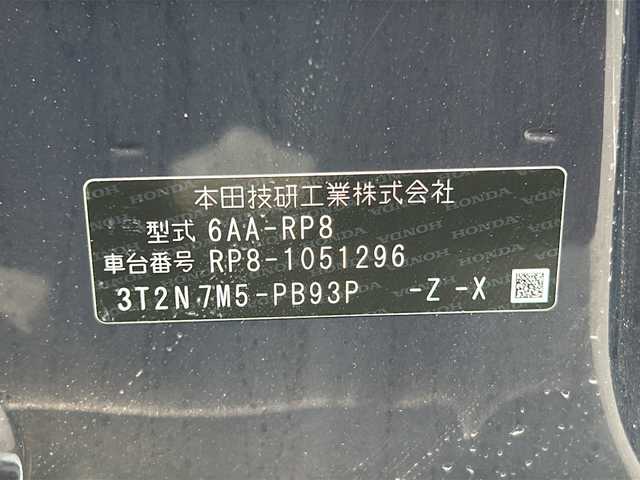 本田技研工業株式会社
型式 6AA-RP8
車台番号 RP8-1051296
3T2N7M5-PB93P -Z -X